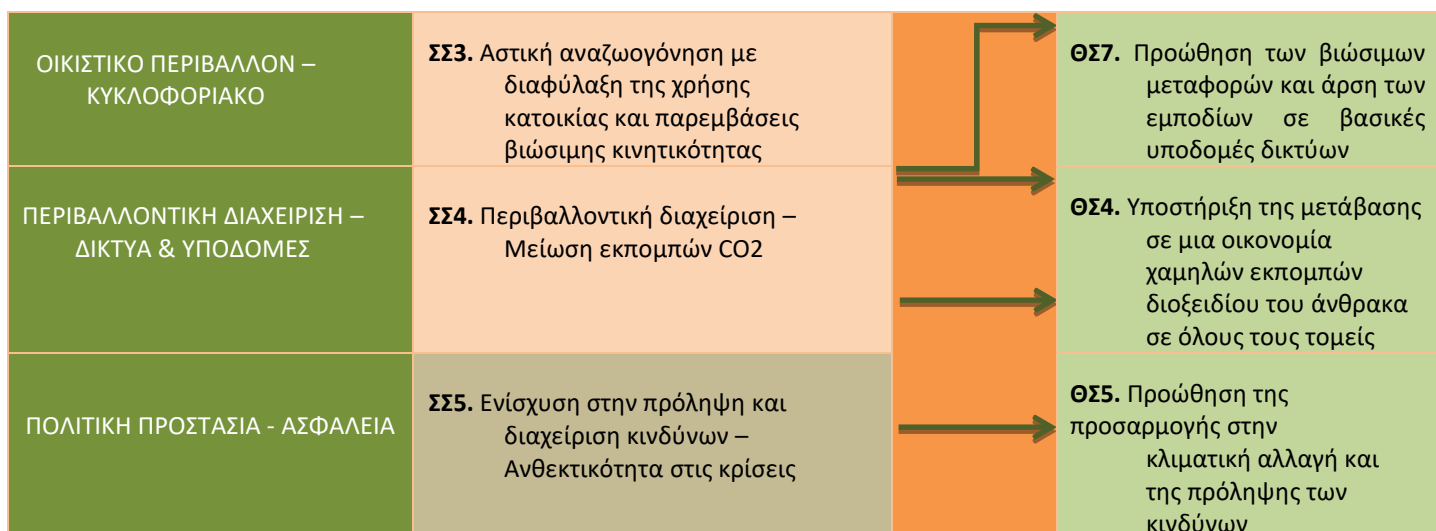 ΟΙΚΙΣΤΙΚΟ ΠΕΡΙΒΑΛΛΟΝ –
ΚΥΚΛΟΦΟΡΙΑΚΟ
ΣΣ3. Αστική αναζωογόνηση με
διαφύλαξη της χρήσης
κατοικίας και παρεμβάσεις
βιώσιμης κινητικότητας
ΘΣ7. Προώθηση των βιώσιμων
μεταφορών και άρση των
εμποδίων σε βασικές
υποδομές δικτύων
ΠΕΡΙΒΑΛΛΟΝΤΙΚΗ ΔΙΑΧΕΙΡΙΣΗ –
ΔΙΚΤΥΑ & ΥΠΟΔΟΜΕΣ
ΣΣ4. Περιβαλλοντική διαχείριση –
Μείωση εκπομπών CO2
ΘΣ4. Υποστήριξη της μετάβασης
σε μια οικονομία
χαμηλών εκπομπών
διοξειδίου του άνθρακα
σε όλους τους τομείς
ΠΟΛΙΤΙΚΗ ΠΡΟΣΤΑΣΙΑ - ΑΣΦΑΛΕΙΑ
ΣΣ5. Ενίσχυση στην πρόληψη και
διαχείριση κινδύνων –
Ανθεκτικότητα στις κρίσεις
ΘΣ5. Προώθηση της
προσαρμογής στην
κλιματική αλλαγή και
της πρόληψης των
κινδύνων